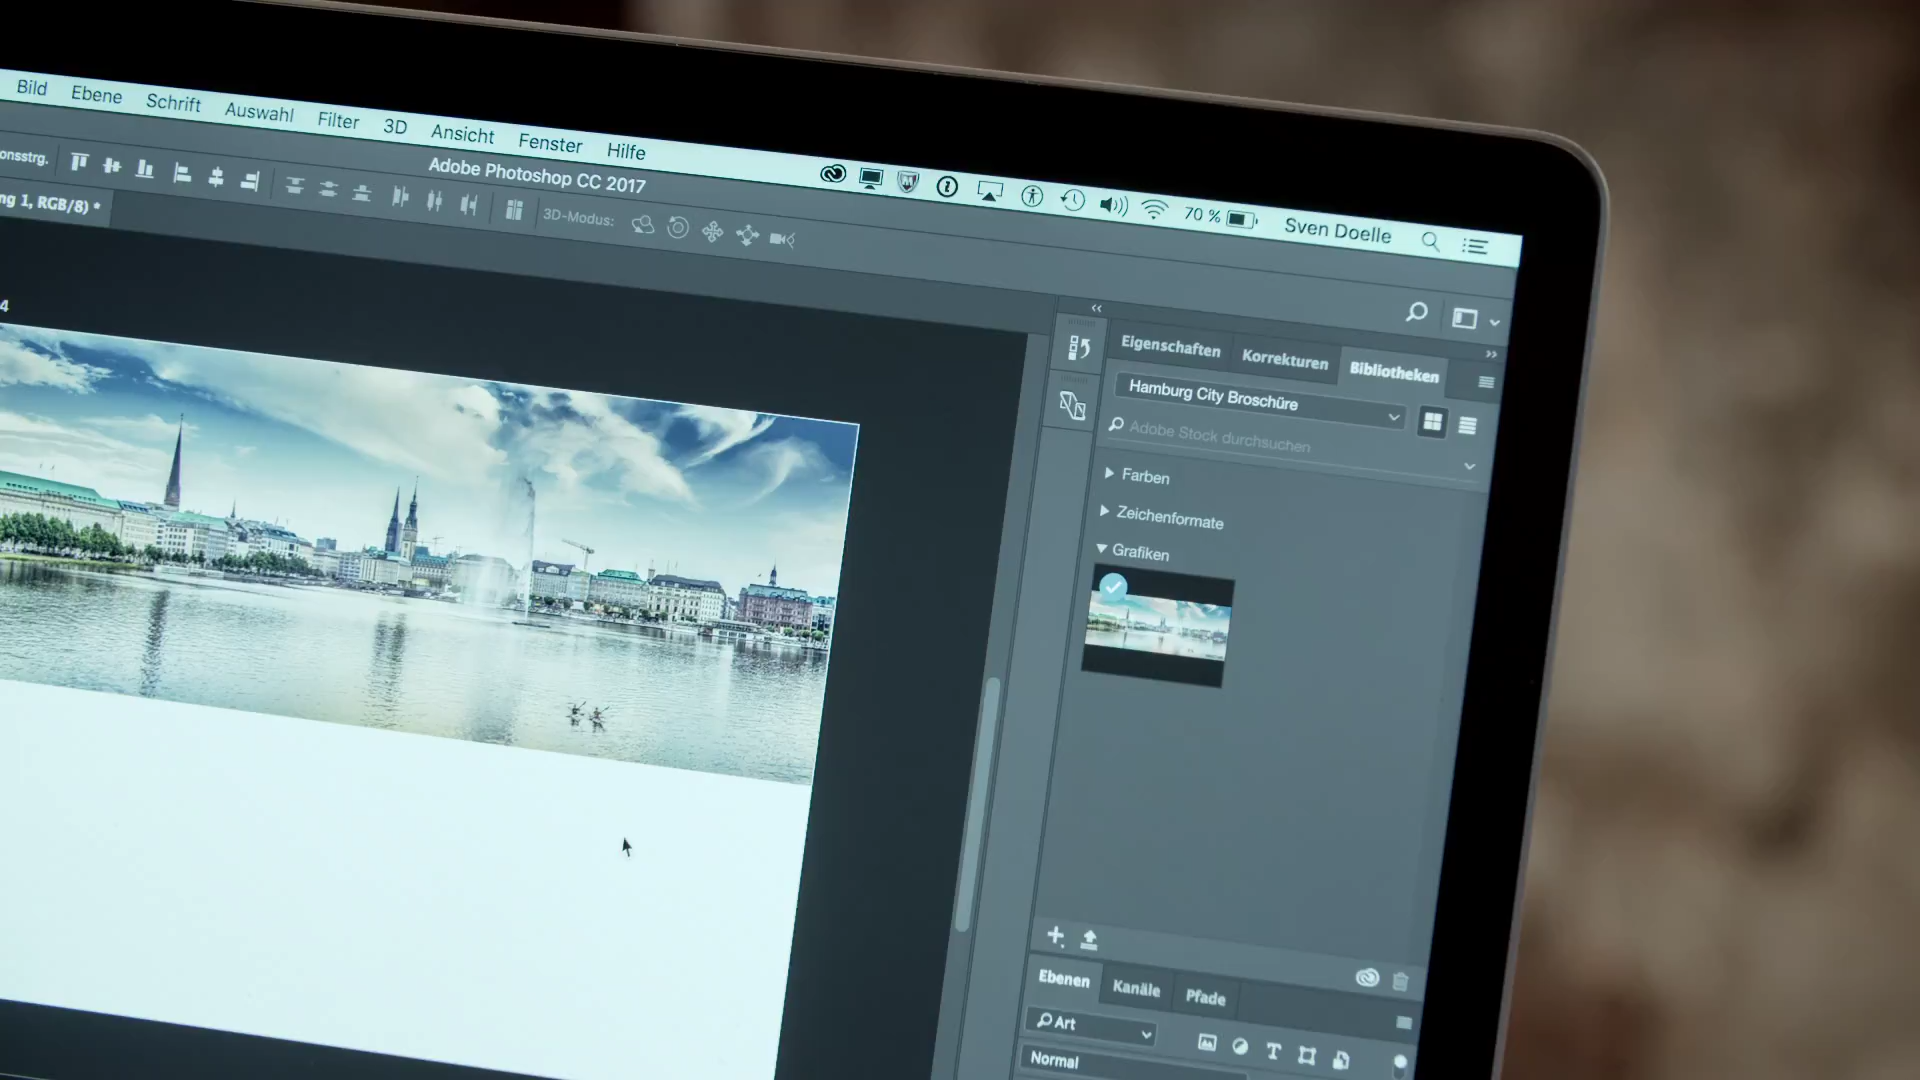 Bild Ebene Schrift Auswahl Filter 3D Ansicht Fenster Hilfe
70 % Sven Doelle
onsstrg.
Adobe Photoshop CC 2017
3D-Modus:
ng 1, RGB/8) *
4
Eigenschaften Korrekturen Bibliotheken
Hamburg City Broschüre
Adobe Stock durchsuchen
Farben
Zeichenformate
Grafiken
Ebenen Kanäle Pfade
Art
Normal